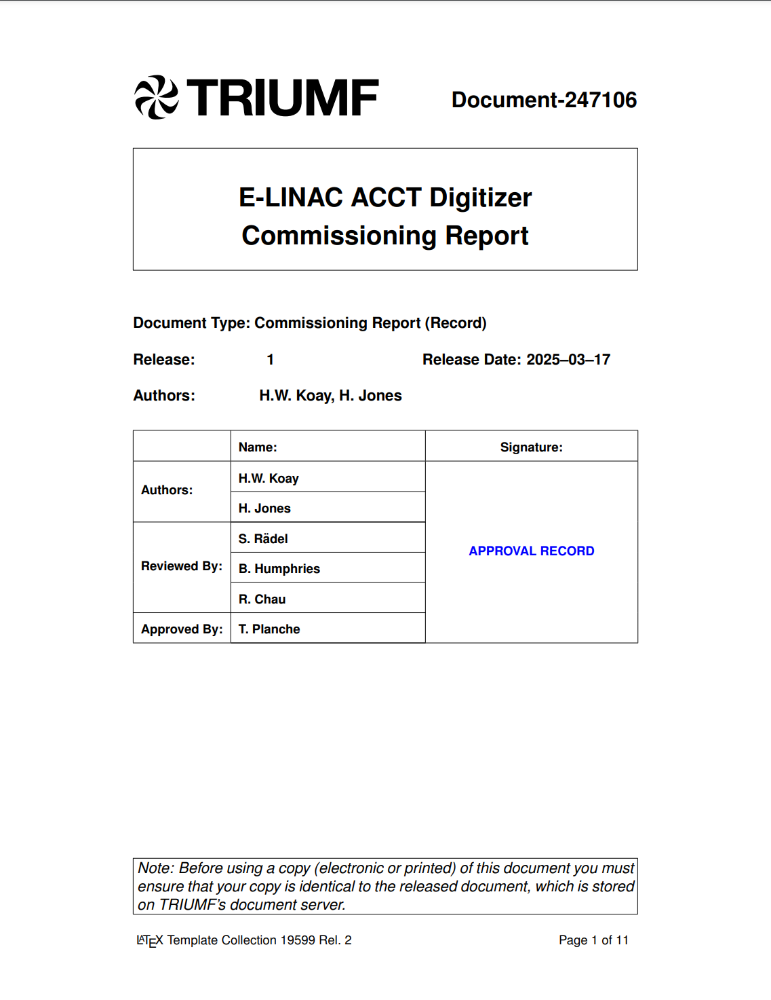 TRIUMF
Document-247106
E-LINAC ACCT Digitizer
Commissioning Report
Document Type: Commissioning Report (Record)
Release: 1 Release Date: 2025–03–17
Authors: H.W. Koay, H. Jones
Name: Signature:
Authors:
H.W. Koay
H. Jones
Reviewed By:
S. Rädel
B. Humphries
R. Chau
Approved By: T. Planche
APPROVAL RECORD
Note: Before using a copy (electronic or printed) of this document you must
ensure that your copy is identical to the released document, which is stored
on TRIUMF's document server.
LATEX Template Collection 19599 Rel. 2 Page 1 of 11